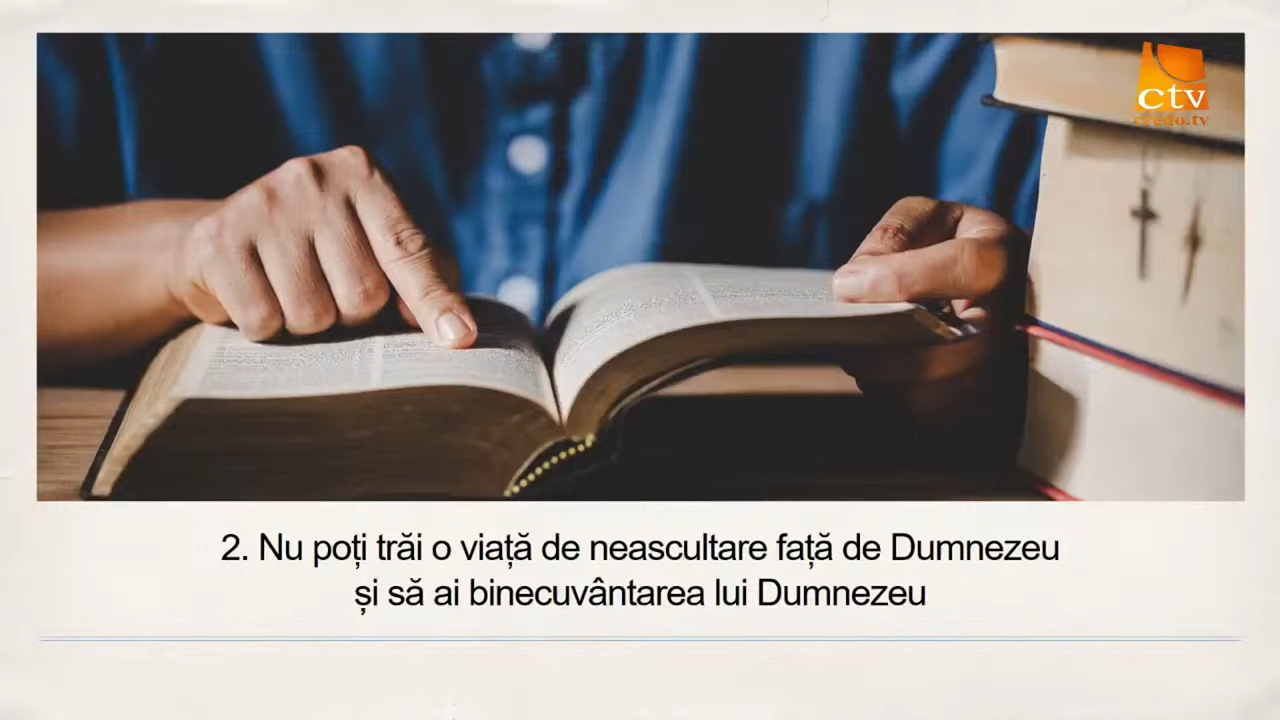 ctv
credo.tv
2. Nu poți trăi o viață de neascultare față de Dumnezeu
și să ai binecuvântarea lui Dumnezeu